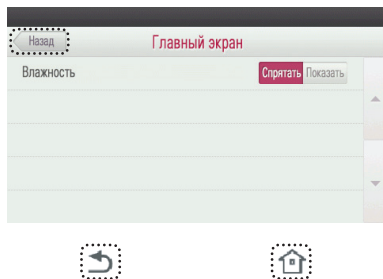 Назад
Главный экран
Влажность
Спрятать Показать